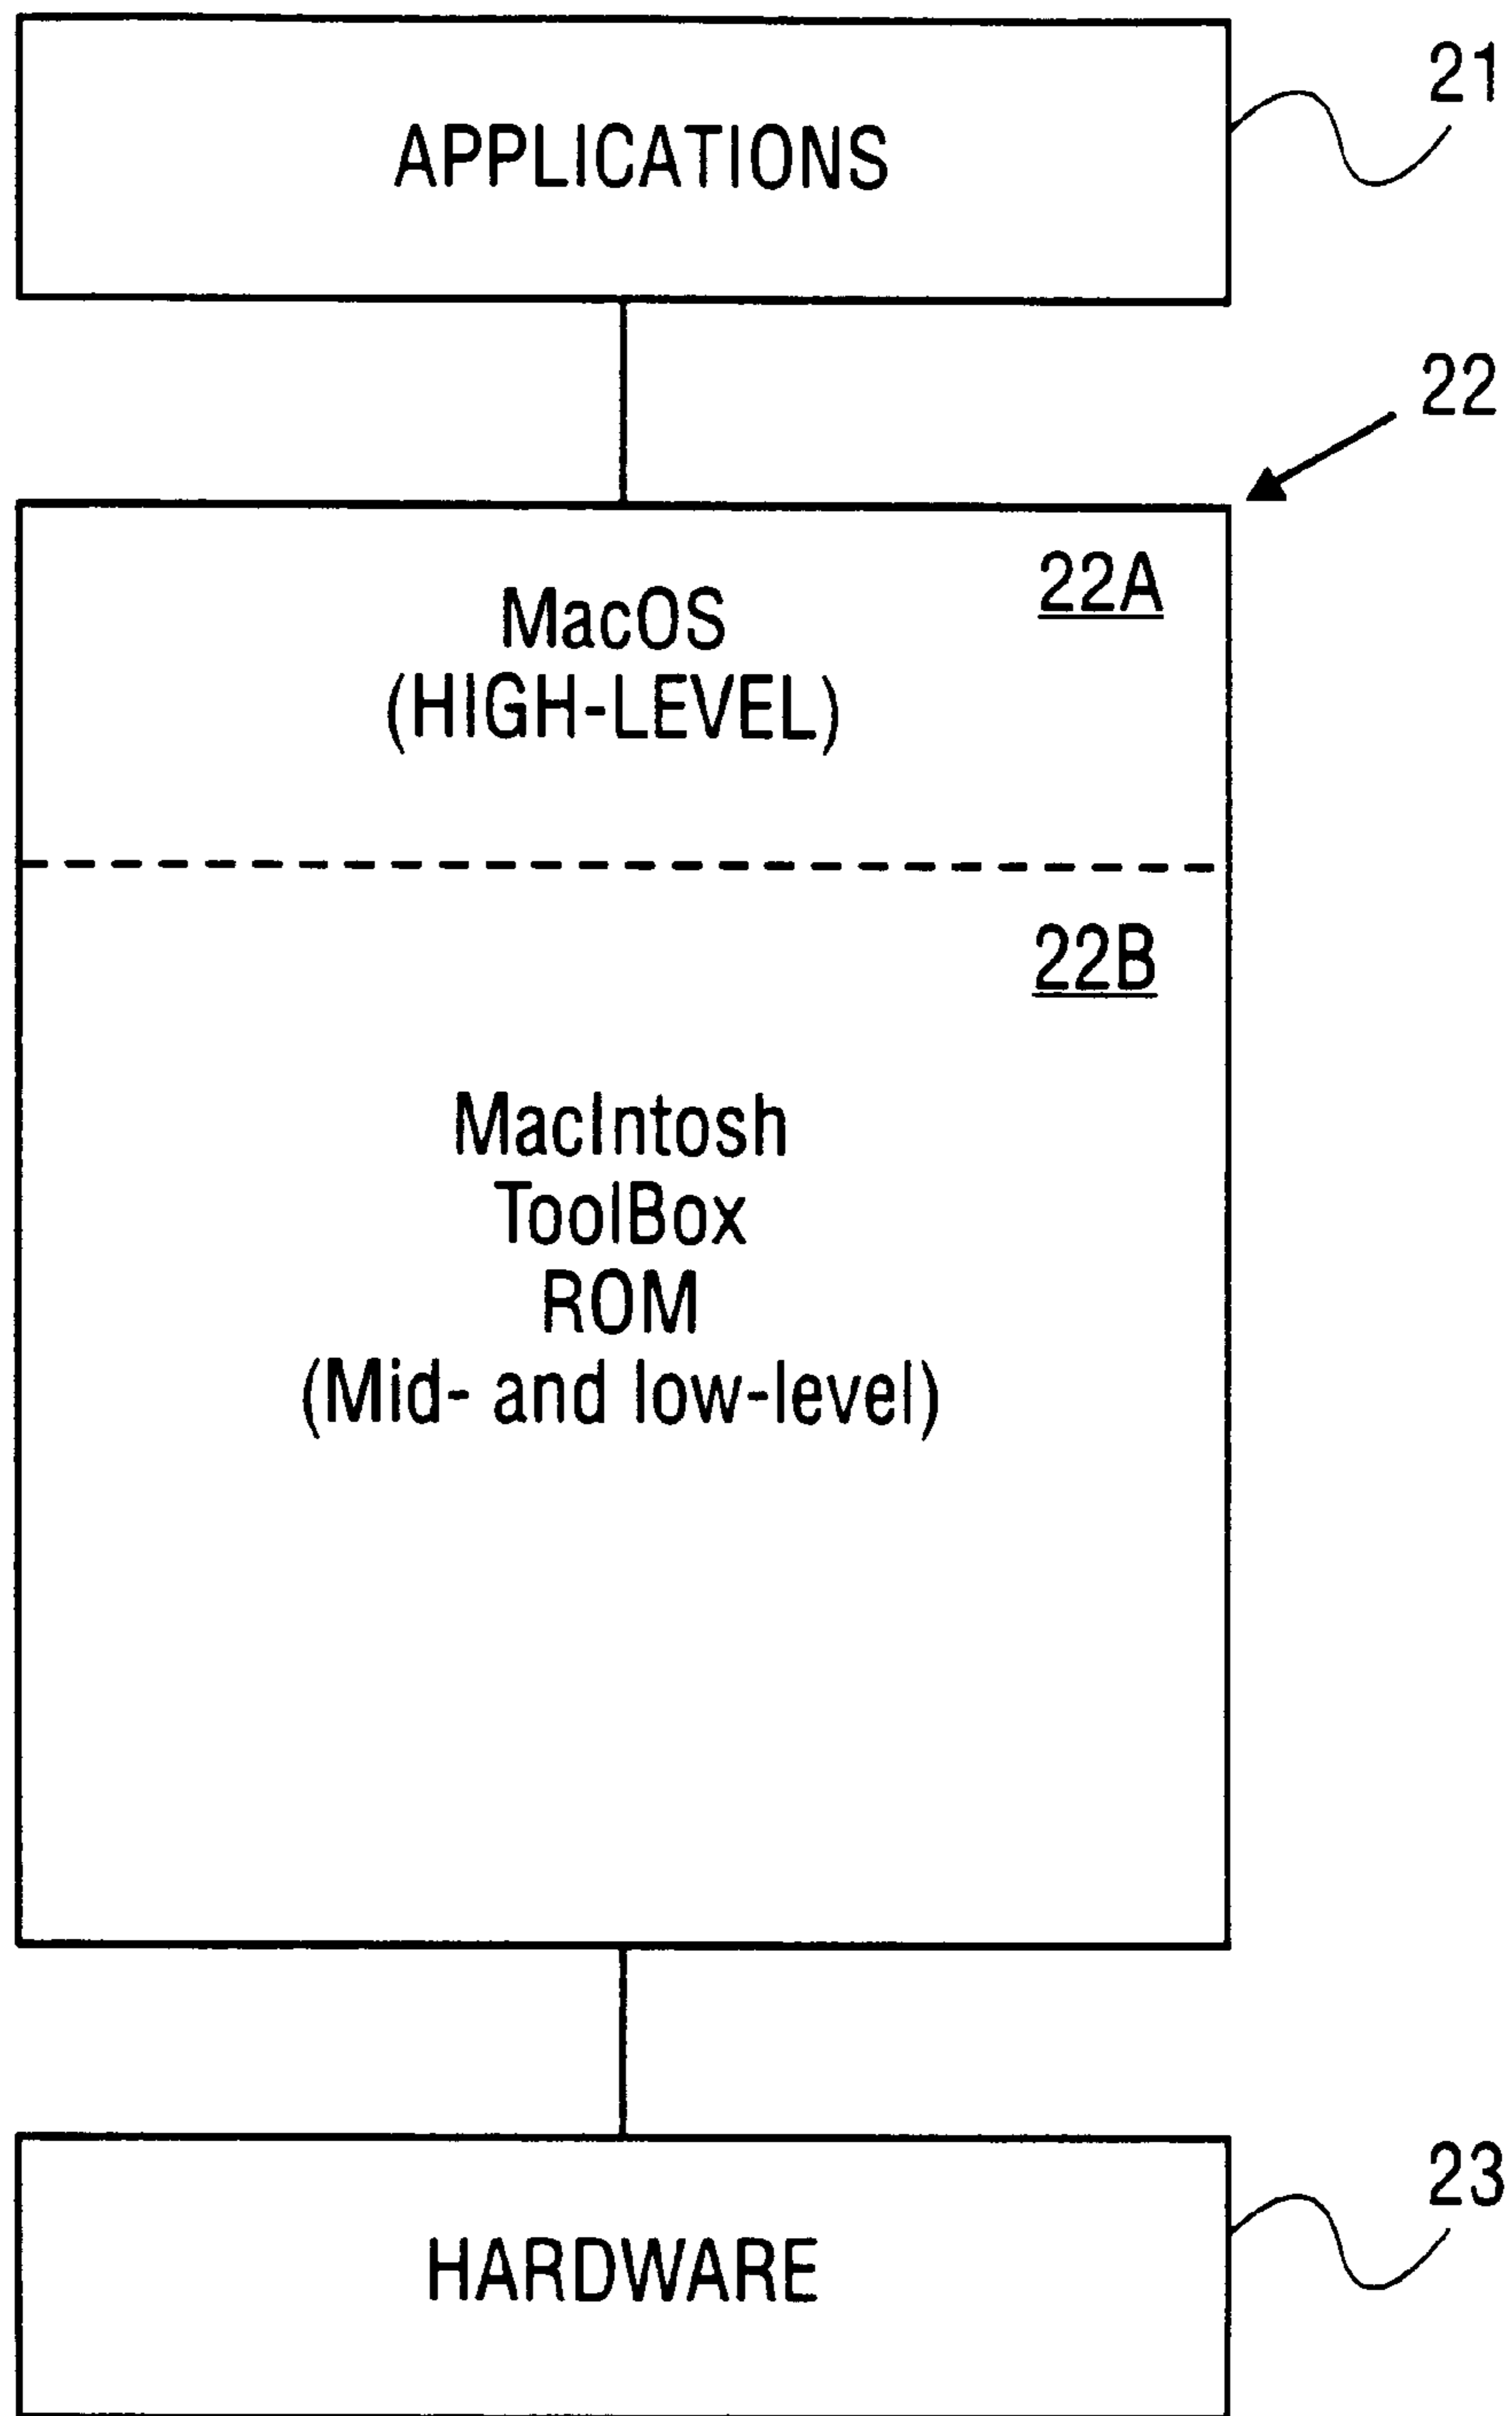 APPLICATIONS
21
22
22A
MacOS
(HIGH-LEVEL)
22B
MacIntosh
ToolBox
ROM
(Mid- and low-level)
23
HARDWARE